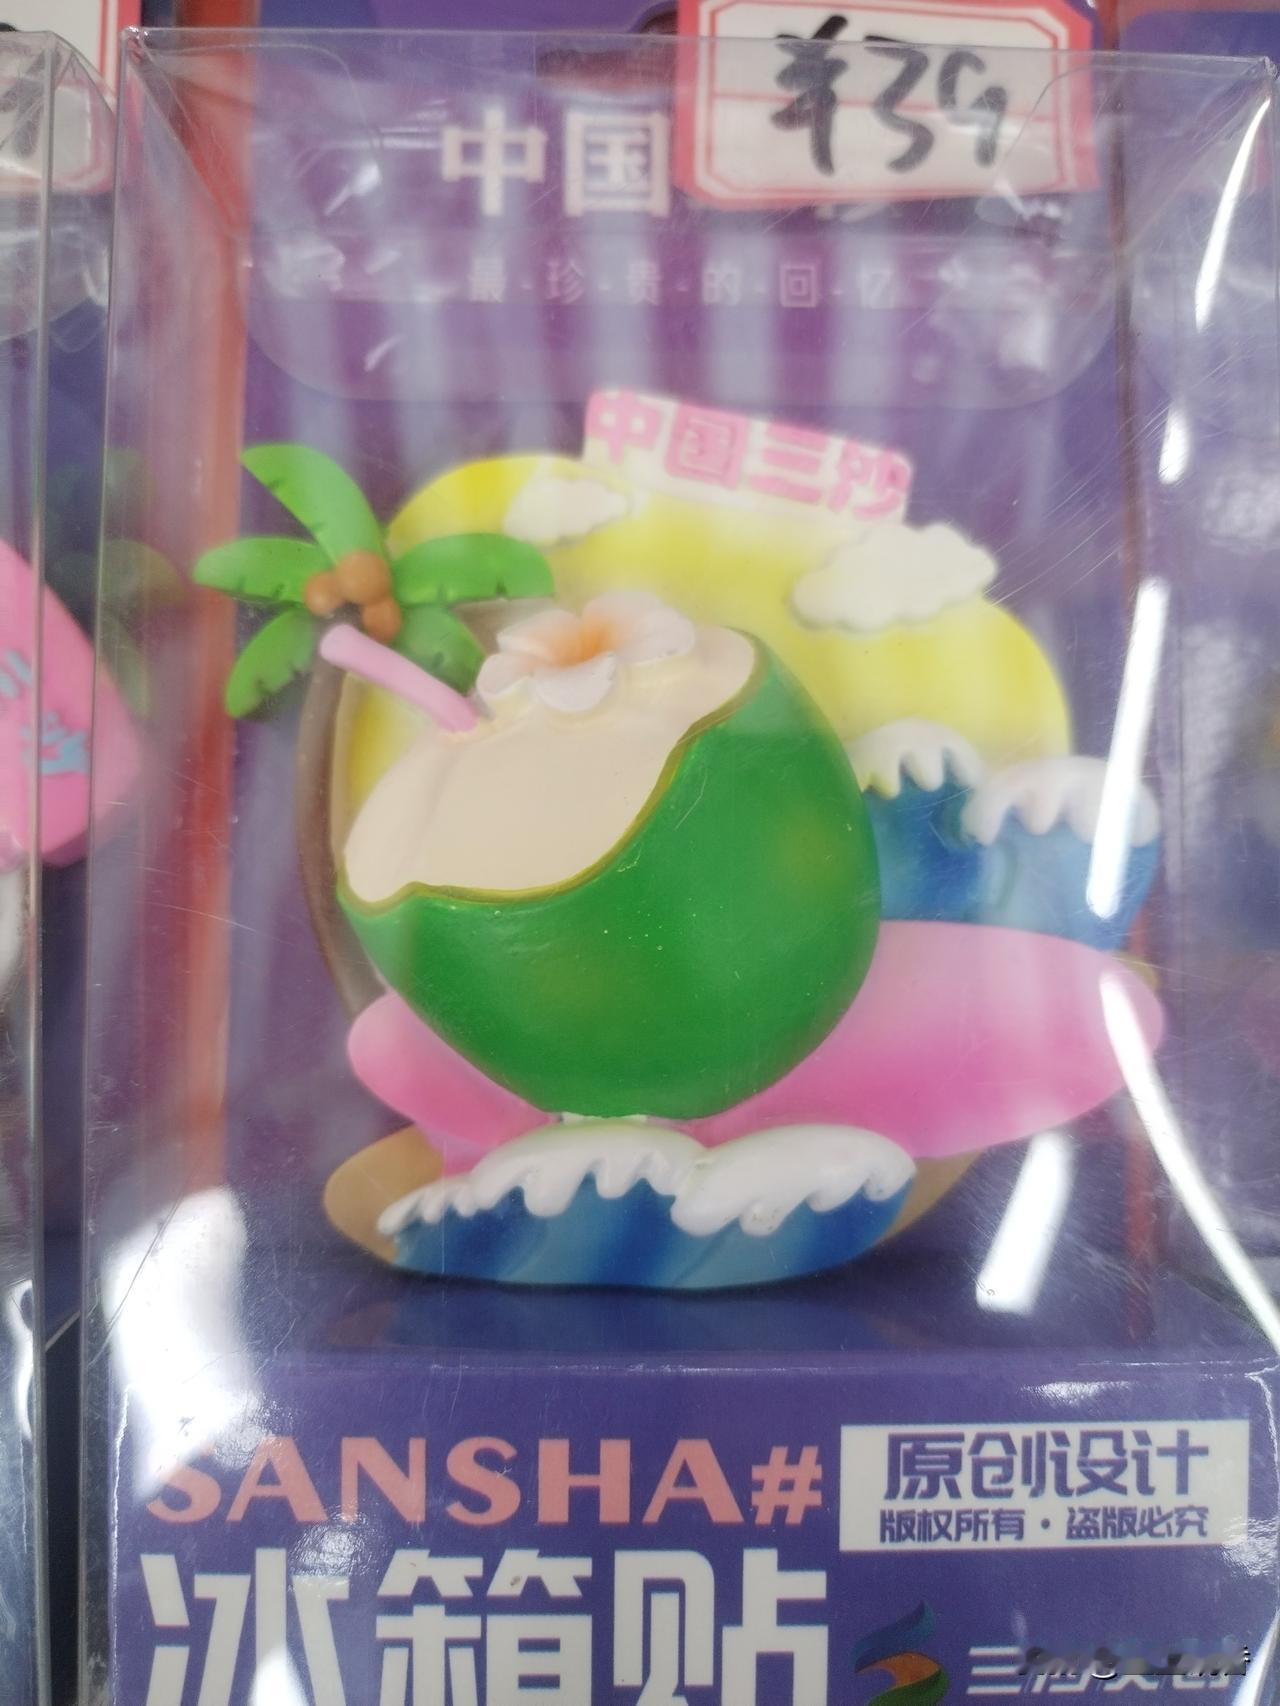 ¥39
中国
最·珍·贵·的·回·忆
中国三沙
SANSHA#
原创设计
版权所有·盗版必究
冰箱贴